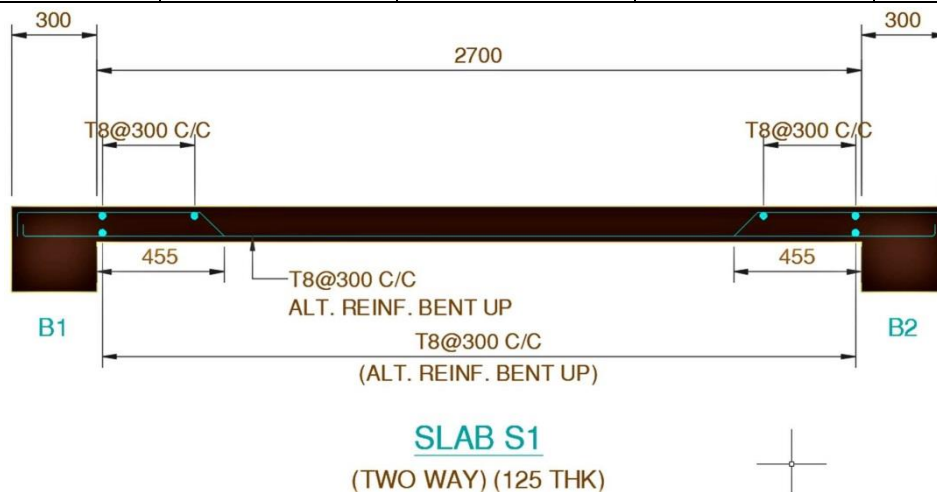 300
300
2700
T8@300 C/C
T8@300 C/C
455
455
T8@300 C/C
ALT. REINF. BENT UP
B1
B2
T8@300 C/C
(ALT. REINF. BENT UP)
SLAB S1
(TWO WAY) (125 THK)